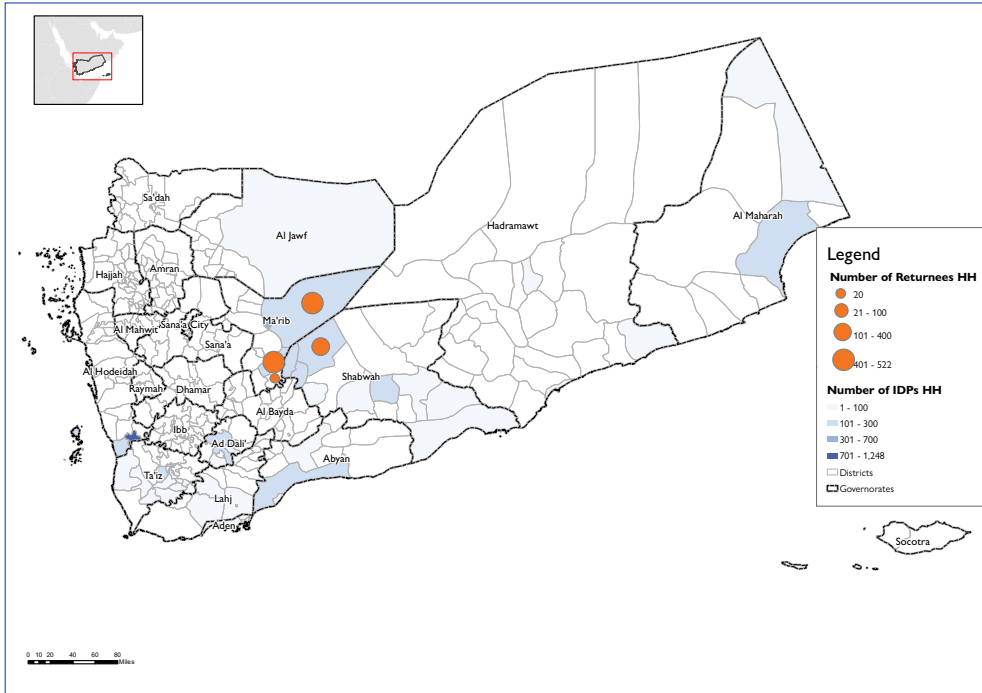 Sa'dah
Al Jawf
Hadramawt
Al Maharah
Hajjah
Amran
Ma'rib
Al Mahwit
Sana'a City
Sana'a
Al Hodeidah
Raymah
Dhamar
Shabwah
Al Bayda
Ibb
Ad Dali'
Abyan
Ta'iz
Lahj
Aden
Socotra
Legend
Number of Returnees HH
20
21 - 100
101 - 400
401 - 522
Number of IDPs HH
1 - 100
101 - 300
301 - 700
701 - 1,248
Districts
Governorates
0 10 20 40 60 80
Miles